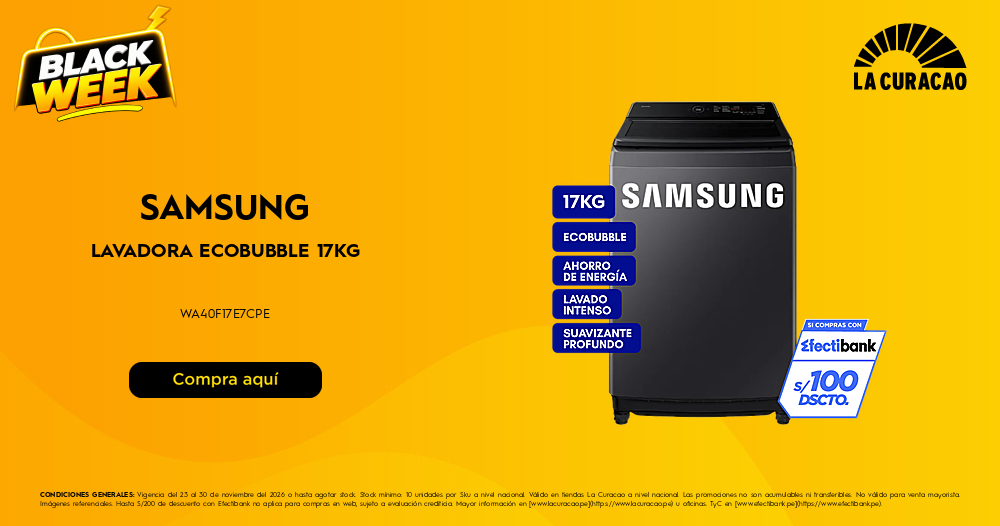 BLACK
WEEK
LA CURACAO
SAMSUNG
LAVADORA ECOBUBBLE 17KG
WA40F17E7CPE
Compra aquí
SAMSUNG
17KG
ECOBUBBLE
AHORRO
DE ENERGÍA
LAVADO
INTENSO
SUAVIZANTE
PROFUNDO
SI COMPRAS CON
Efectibank
S/100
DSCTO.
CONDICIONES GENERALES: Vigencia del 23 al 30 de noviembre del 2026 o hasta agotar stock. Stock mínimo: 10 unidades por Sku a nivel nacional. Válido en tiendas La Curacao a nivel nacional. Las promociones no son acumulables ni transferibles. No válido para venta mayorista.
Imágenes referenciales. Hasta S/200 de descuento con Efectibank no aplica para compras en web, sujeto a evaluación crediticia. Mayor información en [www.lacuracao.pe](https://www.lacuracao.pe) u oficinas. TyC en [www.efectibank.pe](https://www.efectibank.pe).